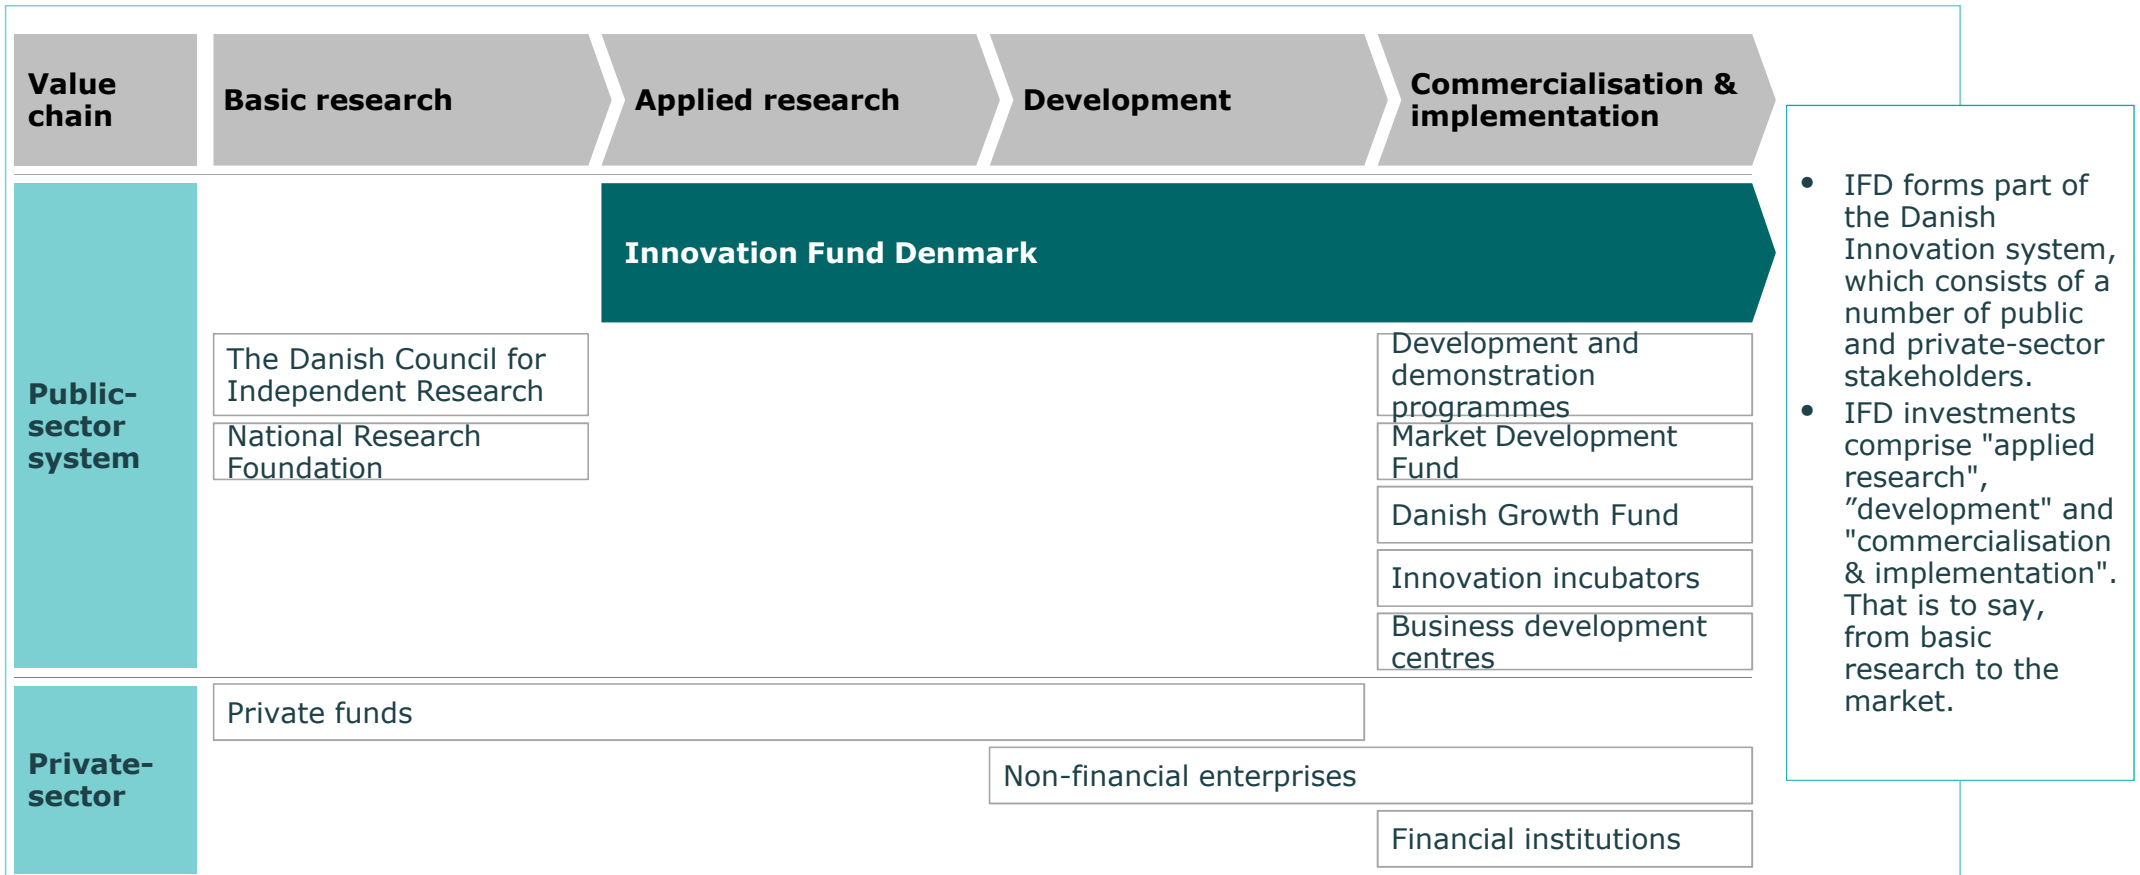 Value
chain
Basic research
Applied research
Development
Commercialisation &
implementation
Public-
sector
system
Innovation Fund Denmark
The Danish Council for
Independent Research
National Research
Foundation
Development and
demonstration
programmes
Market Development
Fund
Danish Growth Fund
Innovation incubators
Business development
centres
Private-
sector
Private funds
Non-financial enterprises
Financial institutions
• IFD forms part of
the Danish
Innovation system,
which consists of a
number of public
and private-sector
stakeholders.
• IFD investments
comprise "applied
research",
”development" and
"commercialisation
& implementation".
That is to say,
from basic
research to the
market.